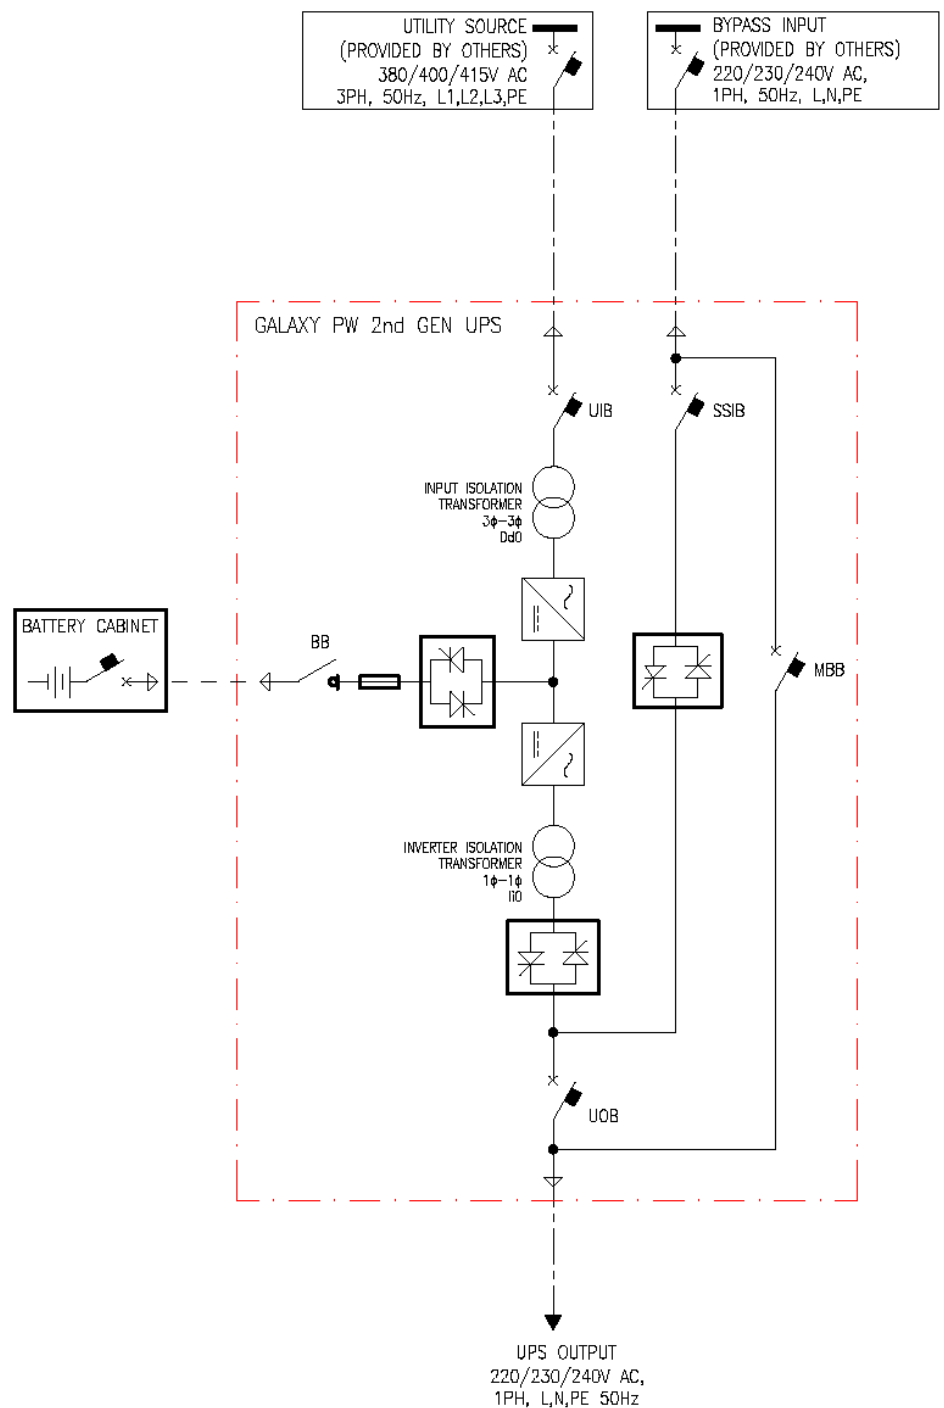 UTILITY SOURCE
(PROVIDED BY OTHERS)
380/400/415V AC
3PH, 50Hz, L1,L2,L3,PE
BYPASS INPUT
(PROVIDED BY OTHERS)
220/230/240V AC,
1PH, 50Hz, L,N,PE
GALAXY PW 2nd GEN UPS
UIB
SSIB
INPUT ISOLATION
TRANSFORMER
3ϕ-3ϕ
Dd0
BATTERY CABINET
BB
MBB
INVERTER ISOLATION
TRANSFORMER
1ϕ-1ϕ
Ii0
UOB
UPS OUTPUT
220/230/240V AC,
1PH, L,N,PE 50Hz